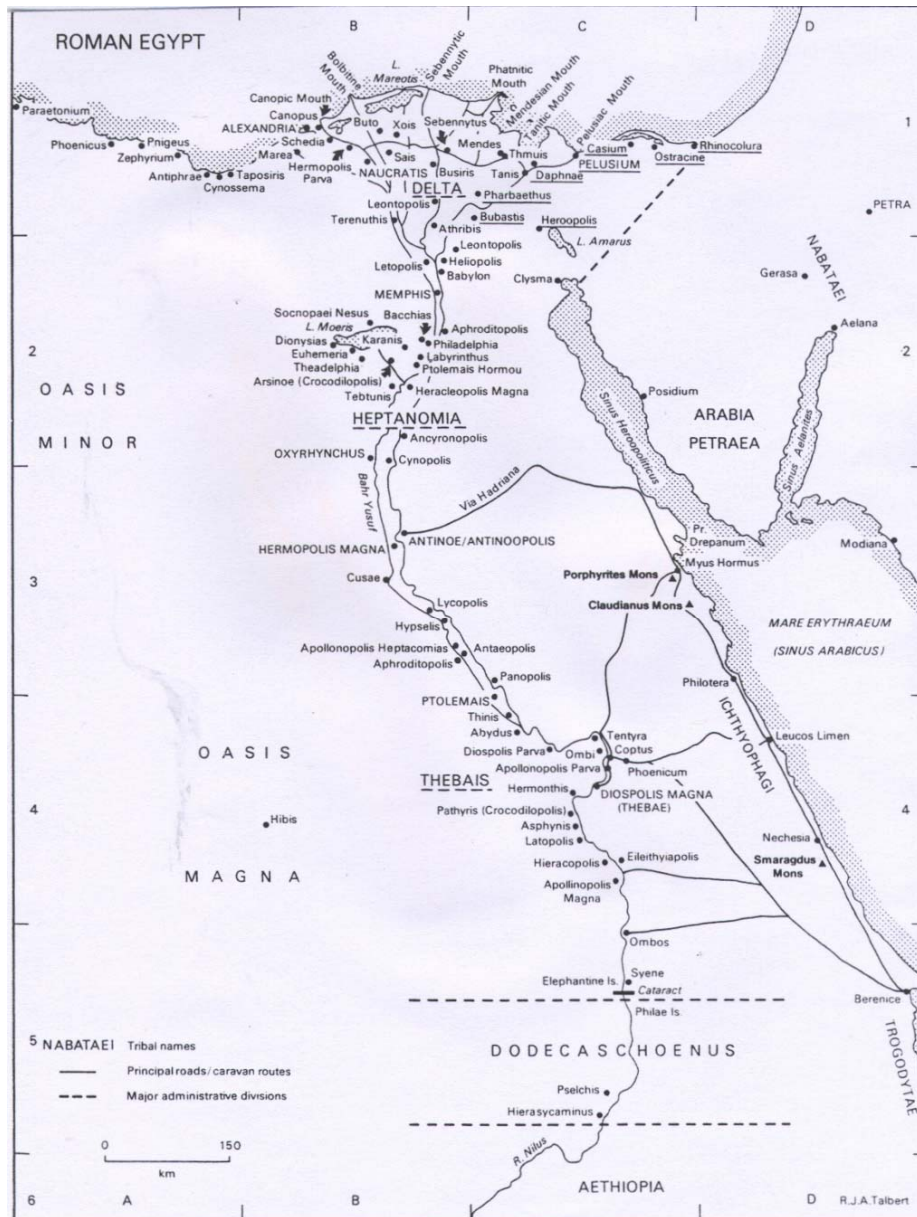 ROMAN EGYPT
B
C
D
Bolbitine
Mouth
L.
Mareotis
Sebennytic
Mouth
Phatnitic
Mouth
Mendesian Mouth
Tanitic Mouth
Pelusiac Mouth
Canopic Mouth
Canopus
ALEXANDRIA
Paraetonium
Phoenicus
Pnigeus
Zephyrium
Antiphrae
Cynossema
Taposiris
Marea
Schedia
Hermopolis
Parva
Buto
Xois
Sais
NAUCRATIS
Sebennytus
Busiris
Mendes
Thmuis
Tanis
Daphnae
PELUSIUM
Casium
Ostracine
Rhinocolura
1
1
DELTA
Pharbaethus
Leontopolis
Bubastis
Heroopolis
Terenuthis
Athribis
L. Amarus
PETRA
Leontopolis
Heliopolis
Letopolis
Babylon
Clysma
Gerasa
NABATAEI
MEMPHIS
Socnopaei Nesus
Bacchias
L. Moeris
Aphroditopolis
Aelana
Dionysias
Karanis
Philadelphia
2
2
Euhemeria
Labyrinthus
Theadelphia
Ptolemais Hormou
Arsinoe (Crocodilopolis)
Tebtunis
Heracleopolis Magna
Posidium
OASIS
MINOR
Sinus Heroopoliticus
ARABIA
PETRAEA
Sinus Aelanites
HEPTANOMIA
Ancyronopolis
OXYRHYNCHUS
Cynopolis
Bahr Yusuf
Via Hadriana
Pr.
Drepanum
Modiana
HERMOPOLIS MAGNA
ANTINOE/ANTINOOPOLIS
Myus Hormus
3
3
Cusae
Porphyrites Mons
Claudianus Mons
Lycopolis
Hypselis
MARE ERYTHRAEUM
(SINUS ARABICUS)
Apollonopolis Heptacomias
Antaeopolis
Aphroditopolis
Panopolis
Philotera
PTOLEMAIS
Thinis
ICHTHYOPHAGI
Abydus
Tentyra
Leucos Limen
OASIS
Diospolis Parva
Ombi
Coptus
Apollonopolis Parva
Phoenicum
THEBAIS
Hermonthis
DIOSPOLIS MAGNA
(THEBAE)
4
4
Hibis
Pathyris (Crocodilopolis)
Asphynis
Latopolis
Nechesia
MAGNA
Hieracopolis
Eileithyiapolis
Smaragdus
Mons
Apollinopolis
Magna
Ombos
Syene
Elephantine Is.
Cataract
Berenice
Philae Is.
TROGODYTAE
5
DODECASCHOENUS
NABATAEI Tribal names
Principal roads/caravan routes
Major administrative divisions
Pselchis
Hierasycaminus
0 150
km
R. Nilus
AETHIOPIA
6 A
B
C
D
R.J.A.Talbert